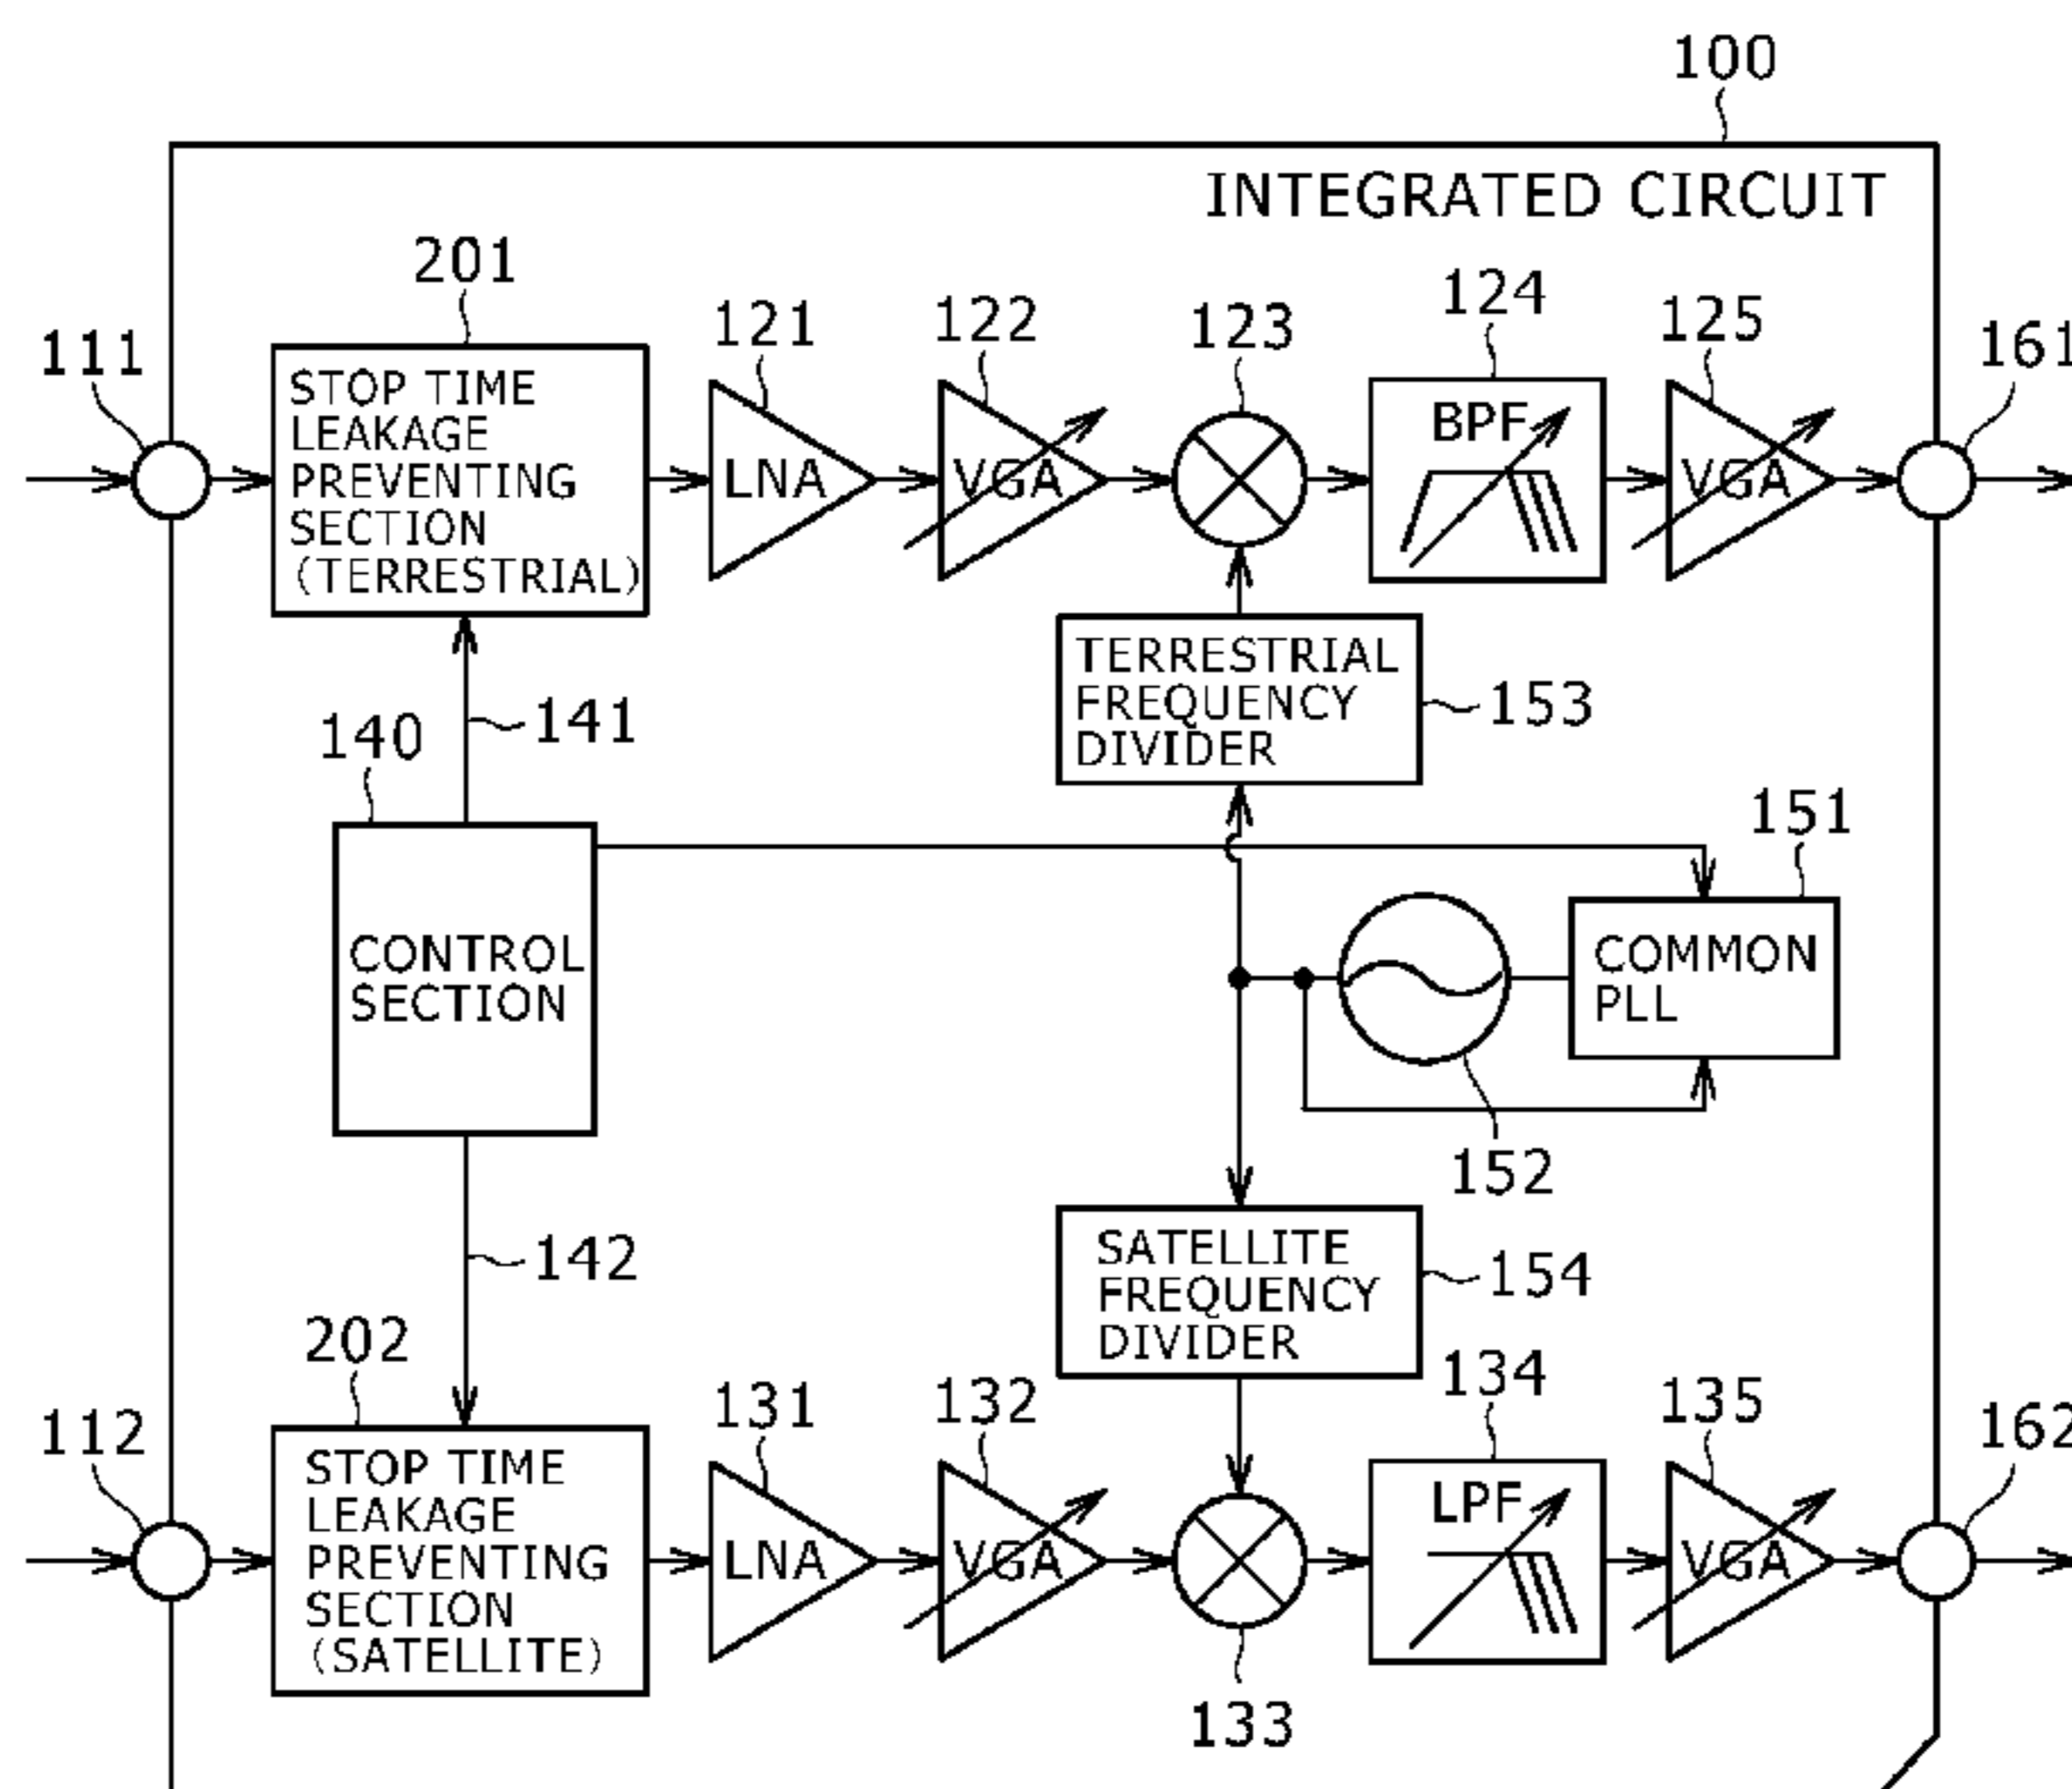 100
INTEGRATED CIRCUIT
201
111
STOP TIME
LEAKAGE
PREVENTING
SECTION
(TERRESTRIAL)
121
LNA
122
VGA
123
124
BPF
125
VGA
161
141
TERRESTRIAL
FREQUENCY
DIVIDER
153
140
CONTROL
SECTION
151
COMMON
PLL
152
142
SATELLITE
FREQUENCY
DIVIDER
154
202
112
STOP TIME
LEAKAGE
PREVENTING
SECTION
(SATELLITE)
131
LNA
132
VGA
133
134
LPF
135
VGA
162